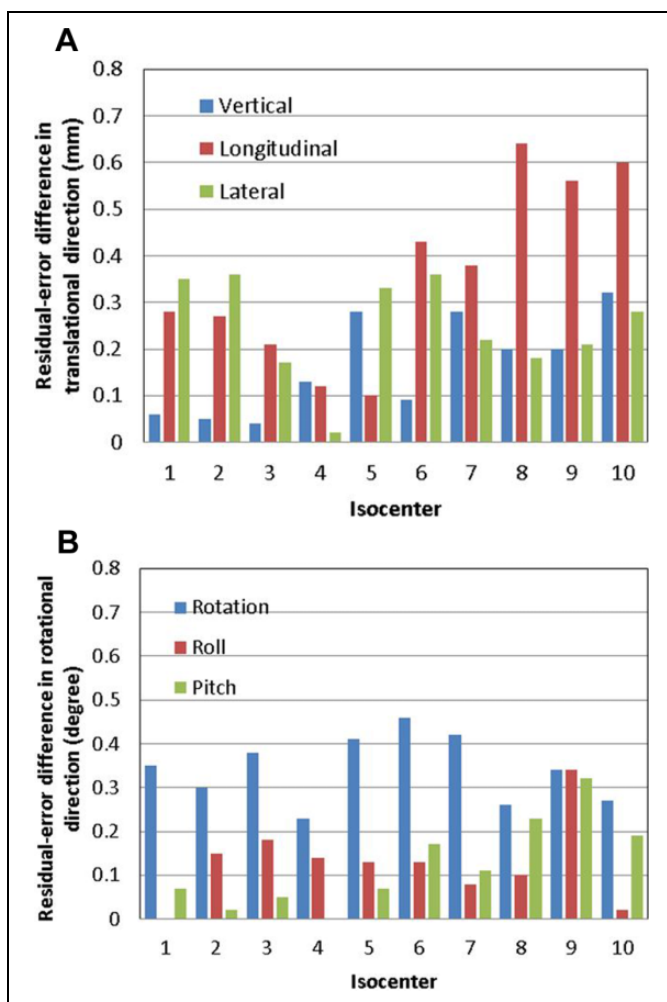 A
Residual-error difference in
translational direction (mm)
0.8
0.7
0.6
0.5
0.4
0.3
0.2
0.1
0
Vertical
Longitudinal
Lateral
1 2 3 4 5 6 7 8 9 10
Isocenter
B
Residual-error difference in rotational
direction (degree)
0.8
0.7
0.6
0.5
0.4
0.3
0.2
0.1
0
Rotation
Roll
Pitch
1 2 3 4 5 6 7 8 9 10
Isocenter